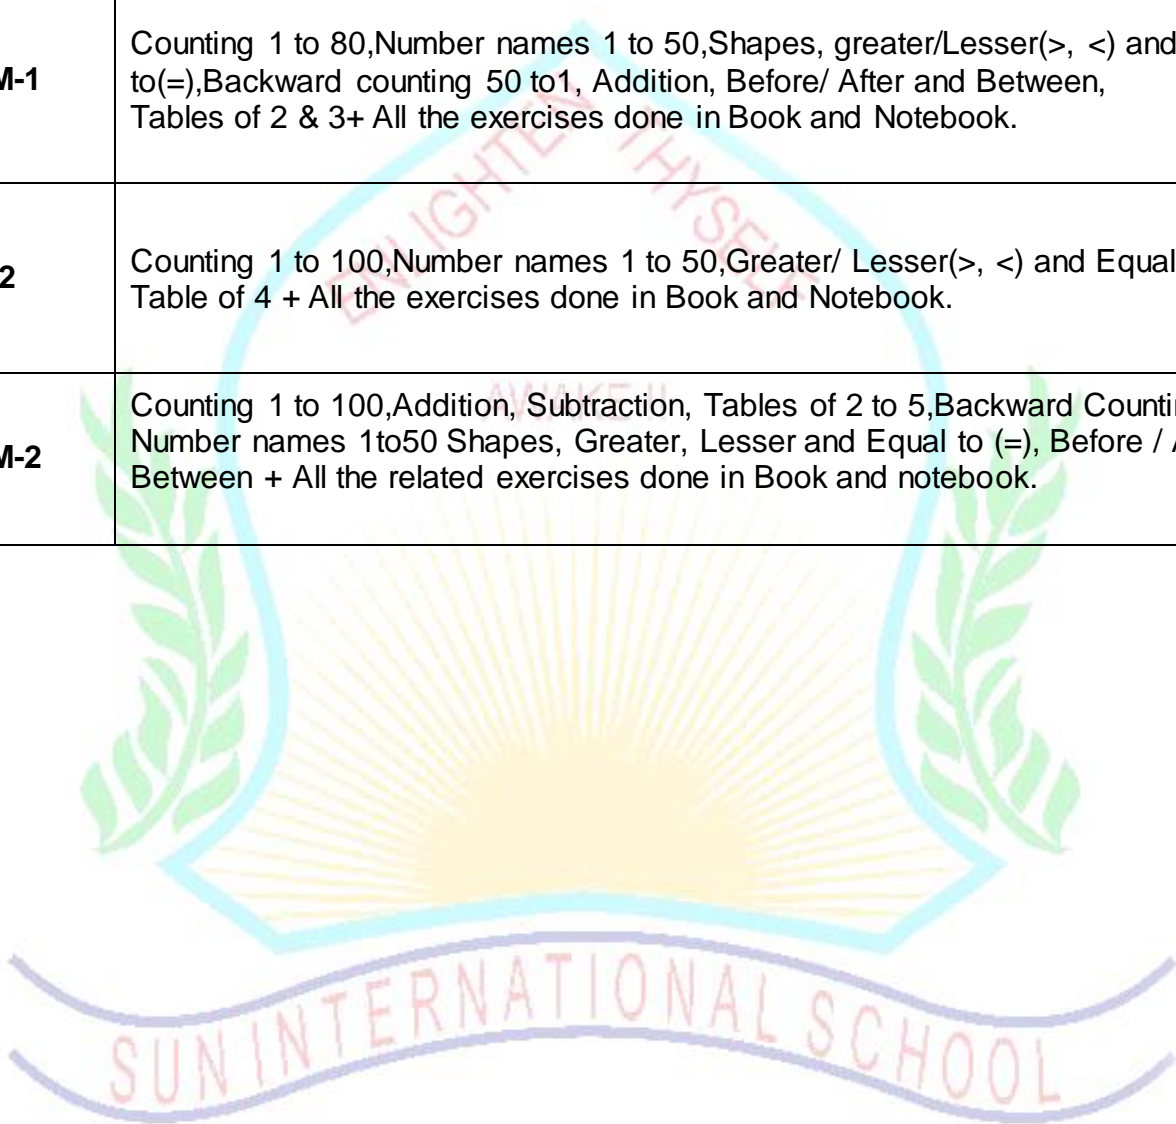 M-1
Counting 1 to 80,Number names 1 to 50,Shapes, greater/Lesser(>, <) and
to(=),Backward counting 50 to1, Addition, Before/ After and Between,
Tables of 2 & 3+ All the exercises done in Book and Notebook.
2
Counting 1 to 100,Number names 1 to 50,Greater/ Lesser(>, <) and Equal
Table of 4 + All the exercises done in Book and Notebook.
M-2
Counting 1 to 100,Addition, Subtraction, Tables of 2 to 5,Backward
Number names 1to50 Shapes, Greater, Lesser and Equal to (=), Before /
Between + All the related exercises done in Book and notebook.
ENLIGHTEN THYSELF
AWAKE !!
SUN INTERNATIONAL SCHOOL